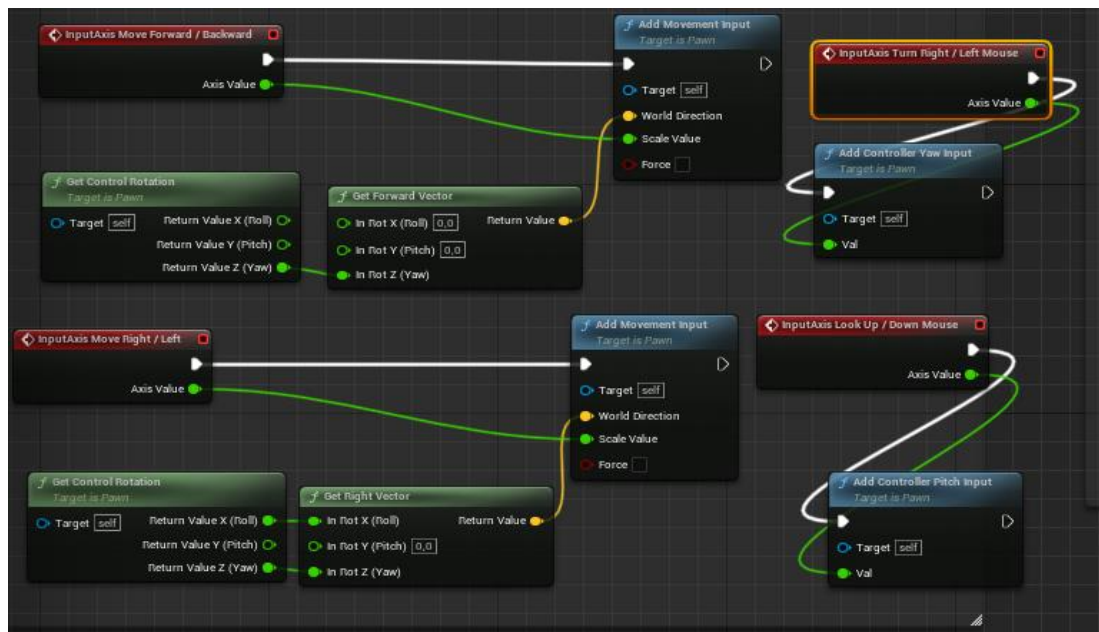 InputAxis Move Forward / Backward
Axis Value
Add Movement Input
Target is Pawn
Target self
World Direction
Scale Value
Force
InputAxis Turn Right / Left Mouse
Axis Value
Add Controller Yaw Input
Target is Pawn
Target self
Val
Get Control Rotation
Target is Pawn
Target self Return Value X (Roll)
Return Value Y (Pitch)
Return Value Z (Yaw)
Get Forward Vector
In Rot X (Roll) 0,0 Return Value
In Rot Y (Pitch) 0,0
In Rot Z (Yaw)
InputAxis Move Right / Left
Axis Value
Add Movement Input
Target is Pawn
Target self
World Direction
Scale Value
Force
InputAxis Look Up / Down Mouse
Axis Value
Get Control Rotation
Target is Pawn
Target self Return Value X (Roll)
Return Value Y (Pitch)
Return Value Z (Yaw)
Get Right Vector
In Rot X (Roll) Return Value
In Rot Y (Pitch) 0,0
In Rot Z (Yaw)
Add Controller Pitch Input
Target is Pawn
Target self
Val